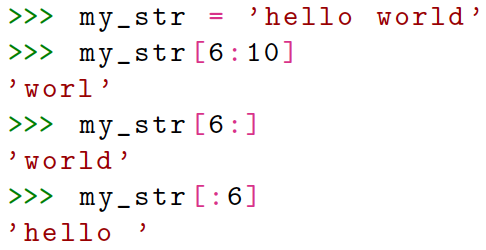 >>> my_str = ’hello world’
>>> my_str[6:10]
’worl’
>>> my_str[6:]
’world’
>>> my_str[:6]
’hello ’